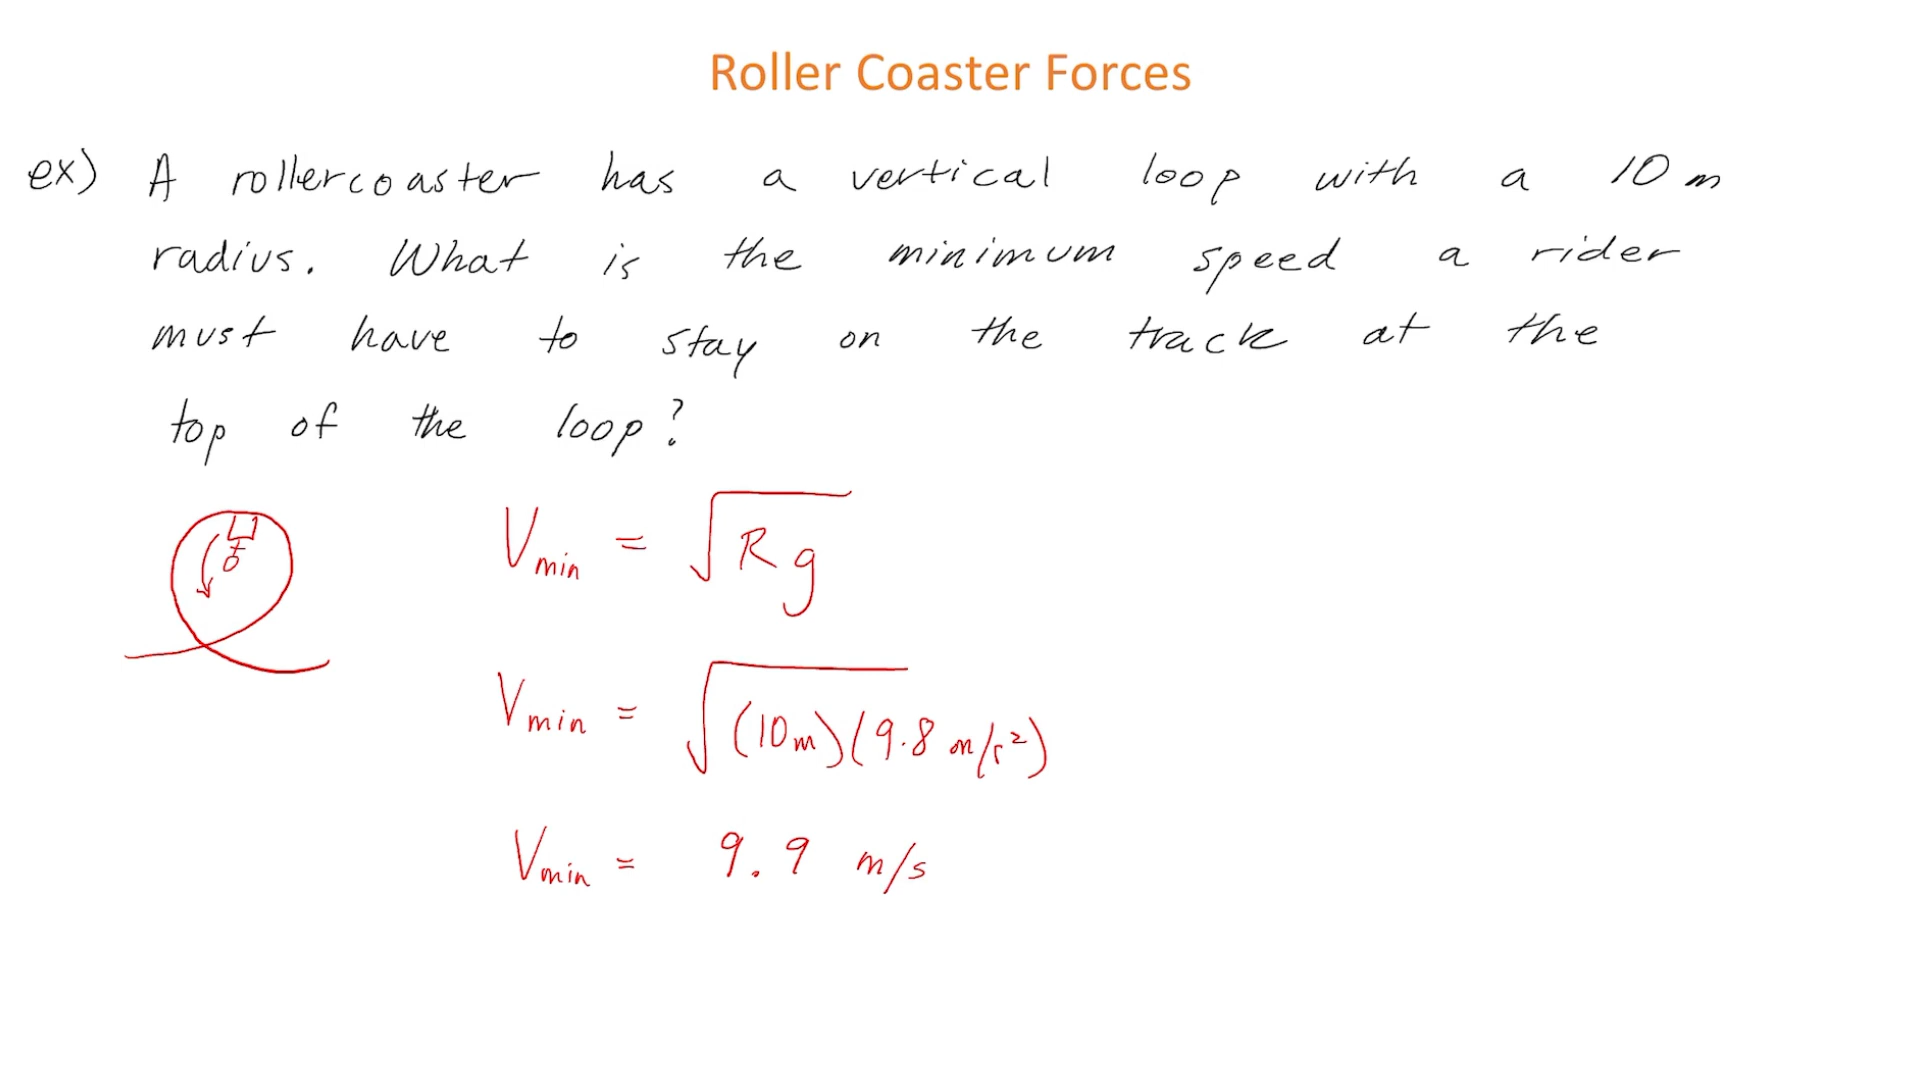 Roller Coaster Forces
ex) A rollercoaster has a vertical loop with a 10 m
radius. What is the minimum speed a rider
must have to stay on the track at the
top of the loop?
Vmin = √Rg
Vmin = √(10m)(9.8 m/s²)
Vmin = 9.9 m/s